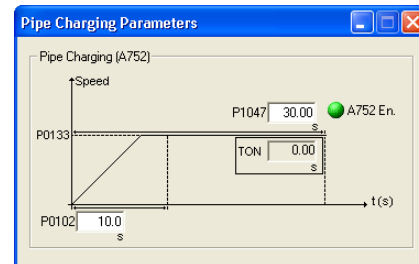 Pipe Charging Parameters
Pipe Charging (A752)
Speed
P1047 30.00 A752 En.
s
P0133
TON 0.00
s
t(s)
P0102 10.0
s